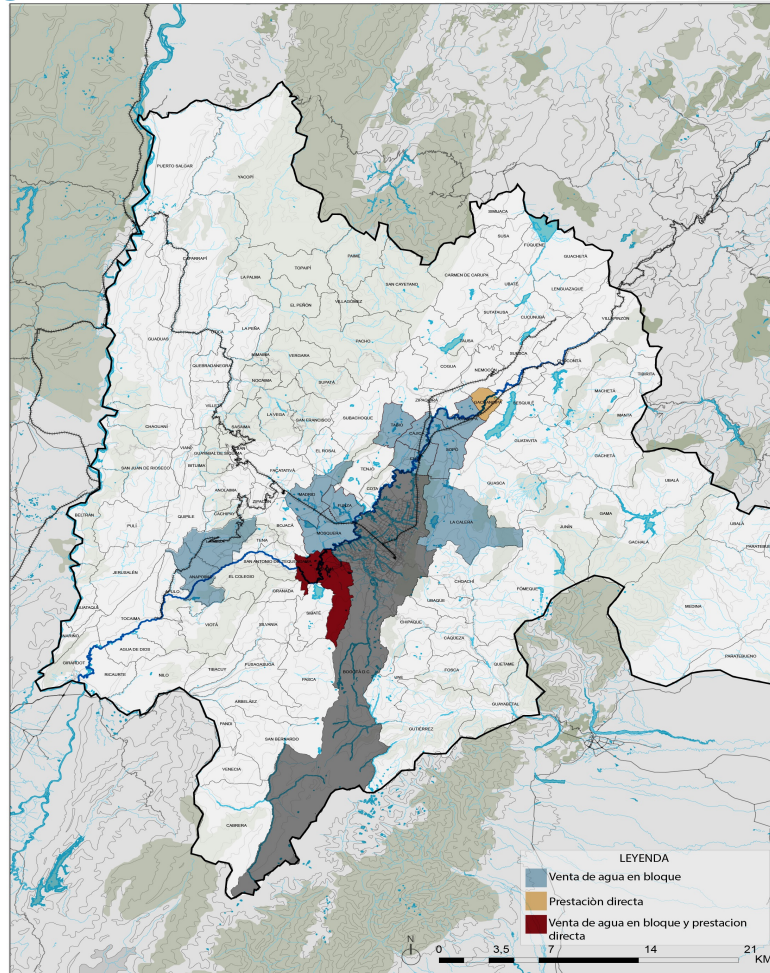 PUERTO SALGAR
YACOPÍ
SIMIJACA
SUSA
FÚQUENE
GUACHETÁ
PAIME
CAPARRAPÍ
TOPAIPÍ
CARMEN DE CARUPA
UBATÉ
LENGUAZAQUE
LA PALMA
SAN CAYETANO
EL PEÑÓN
VILLAGÓMEZ
SUTATAUSA
CUCUNUBÁ
VILLAPINZÓN
LA PEÑA
GUADUAS
PACHO
TAUSA
SUESCA
CHOCONTÁ
NIMAIMA
VERGARA
COGUA
NEMOCÓN
TIBIRITA
QUEBRADANEGRA
NOCAIMA
SUPATÁ
MACHETÁ
VILLETA
ZIPAQUIRÁ
GACHANCIPÁ
SESQUILÉ
MANTA
CHAGUANÍ
SASAIMA
LA VEGA
SAN FRANCISCO
SUBACHOQUE
TABIO
CAJICÁ
GUATAVITA
VIANÍ
GUAYABAL DE SIQUIMA
EL ROSAL
SOPÓ
GACHETÁ
SAN JUAN DE RIOSECO
BITUIMA
FACATATIVÁ
TENJO
UBALÁ
ANOLAIMA
ZIPACÓN
MADRID
COTA
GUASCA
BELTRÁN
CACHIPAY
FUNZA
GAMA
QUIPILE
BOJACÁ
LA CALERA
JUNÍN
UBALÁ
PULÍ
MOSQUERA
TENA
GACHALÁ
PARATEBUENO
SAN ANTONIO DEL TEQUENDAMA
JERUSALÉN
ANAPOIMA
EL COLEGIO
CHOACHÍ
FÓMEQUE
APULO
GRANADA
UBAQUE
GUATAQUÍ
SIBATÉ
MEDINA
TOCAIMA
VIOTÁ
SILVANIA
CHIPAQUE
NARIÑO
CÁQUEZA
AGUA DE DIOS
QUETAME
PARATEBUENO
GIRARDOT
RICAURTE
NILO
TIBACUY
FUSAGASUGÁ
PASCA
BOGOTÁ D.C.
UNE
FOSCA
ARBELÁEZ
GUAYABETAL
PANDI
SAN BERNARDO
GUTIÉRREZ
VENECIA
CABRERA
LEYENDA
Venta de agua en bloque
Prestaciòn directa
Venta de agua en bloque y prestacion
directa
N
0 3,5 7 14 21
KM